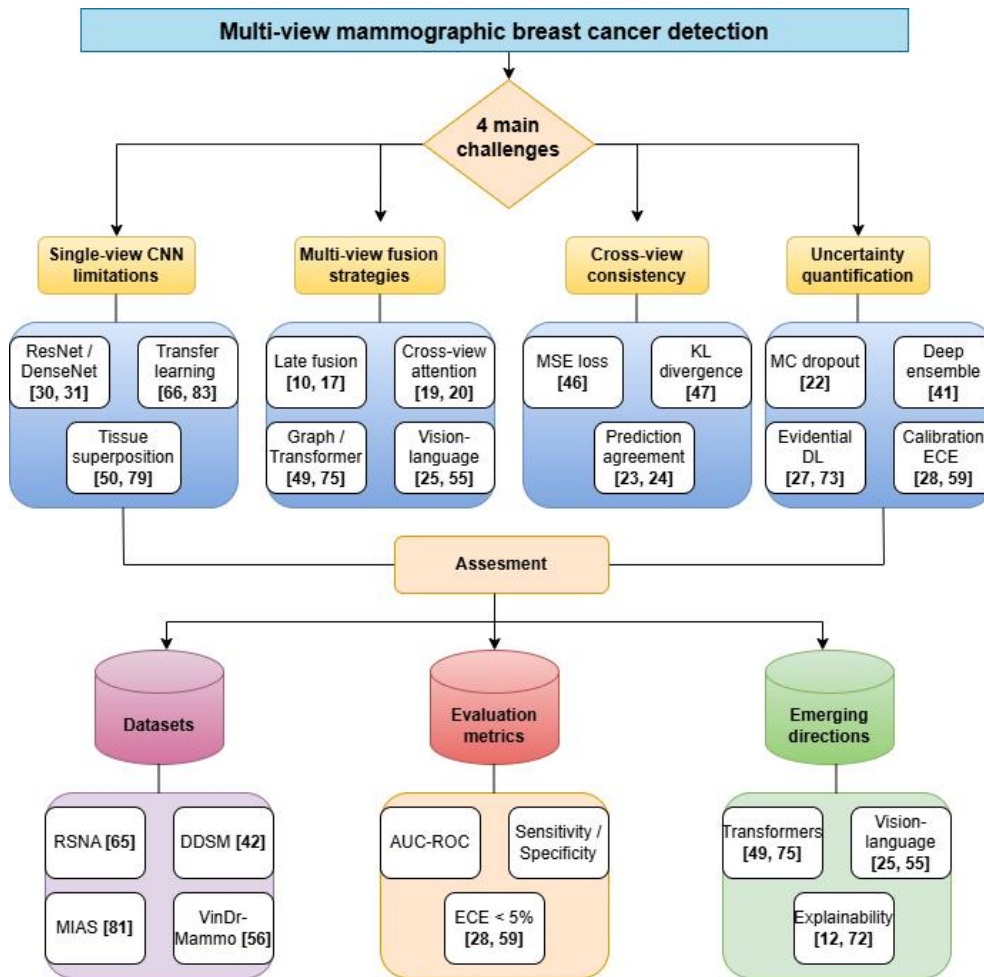 Multi-view mammographic breast cancer detection
4 main
challenges
Single-view CNN
limitations
Multi-view fusion
strategies
Cross-view
consistency
Uncertainty
quantification
ResNet /
DenseNet
[30, 31]
Transfer
learning
[66, 83]
Tissue
superposition
[50, 79]
Late fusion
[10, 17]
Cross-view
attention
[19, 20]
Graph /
Transformer
[49, 75]
Vision-
language
[25, 55]
MSE loss
[46]
KL
divergence
[47]
Prediction
agreement
[23, 24]
MC dropout
[22]
Deep
ensemble
[41]
Evidential
DL
[27, 73]
Calibration
ECE
[28, 59]
Assesment
Datasets
Evaluation
metrics
Emerging
directions
RSNA [65]
DDSM [42]
MIAS [81]
VinDr-
Mammo [56]
AUC-ROC
Sensitivity /
Specificity
ECE < 5%
[28, 59]
Transformers
[49, 75]
Vision-
language
[25, 55]
Explainability
[12, 72]